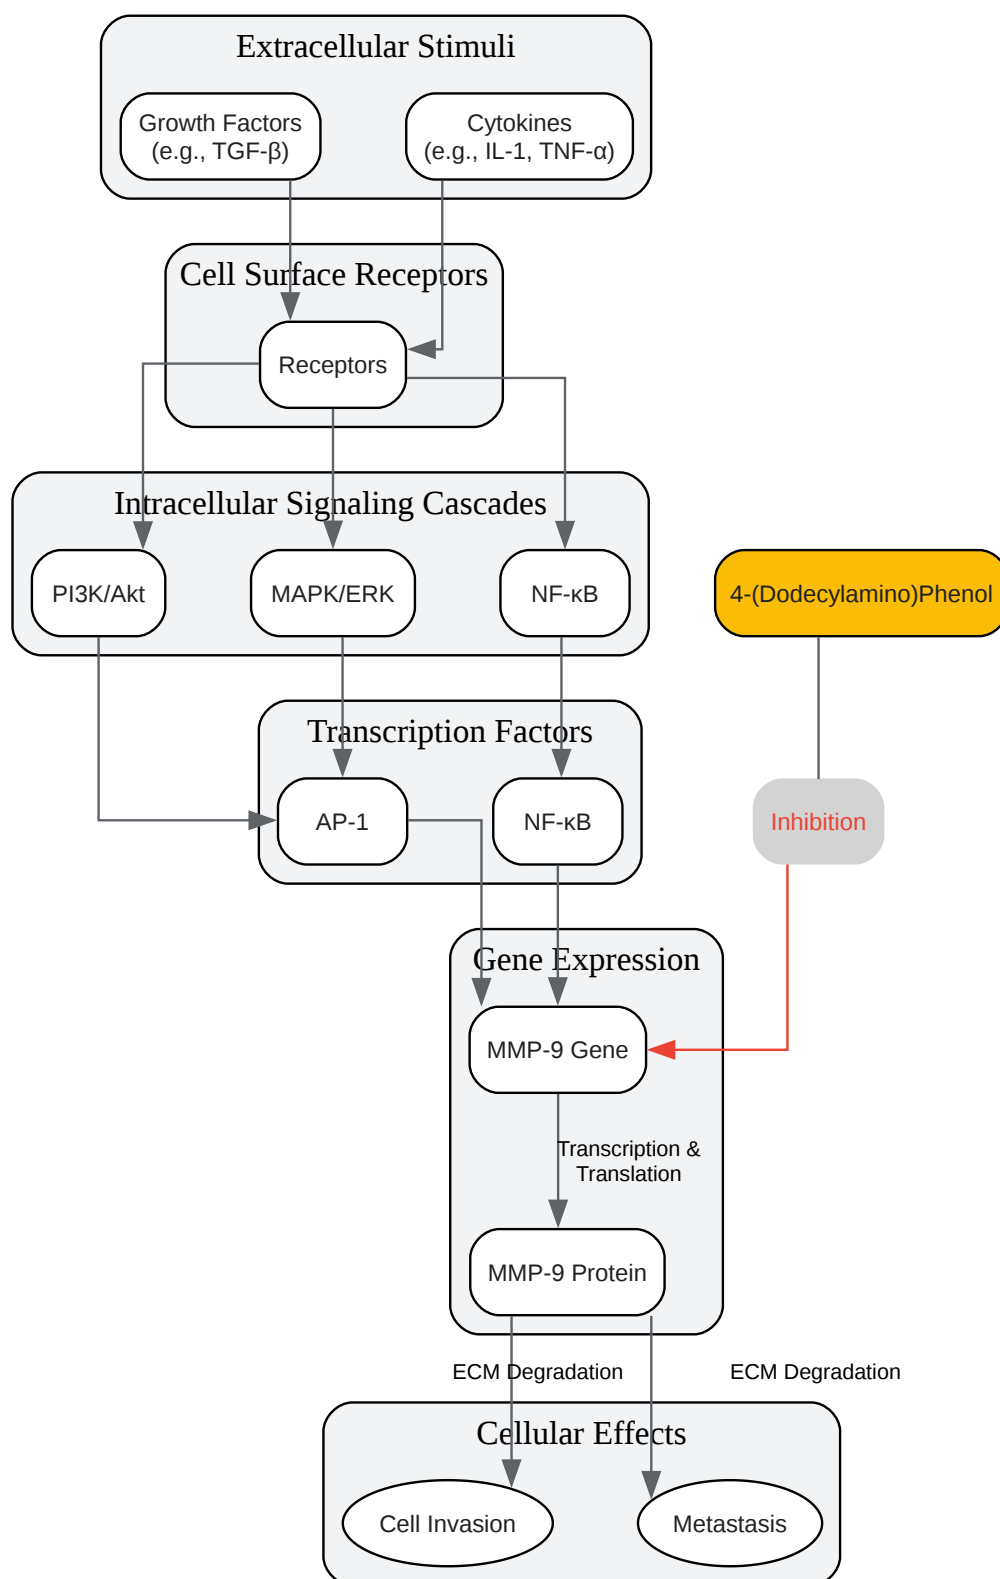 Extracellular Stimuli
Growth Factors
(e.g., TGF-β)
Cytokines
(e.g., IL-1, TNF-α)
Cell Surface Receptors
Receptors
Intracellular Signaling Cascades
PI3K/Akt
MAPK/ERK
NF-κB
4-(Dodecylamino)Phenol
Transcription Factors
AP-1
NF-κB
Inhibition
Gene Expression
MMP-9 Gene
Transcription &
Translation
MMP-9 Protein
ECM Degradation
ECM Degradation
Cellular Effects
Cell Invasion
Metastasis